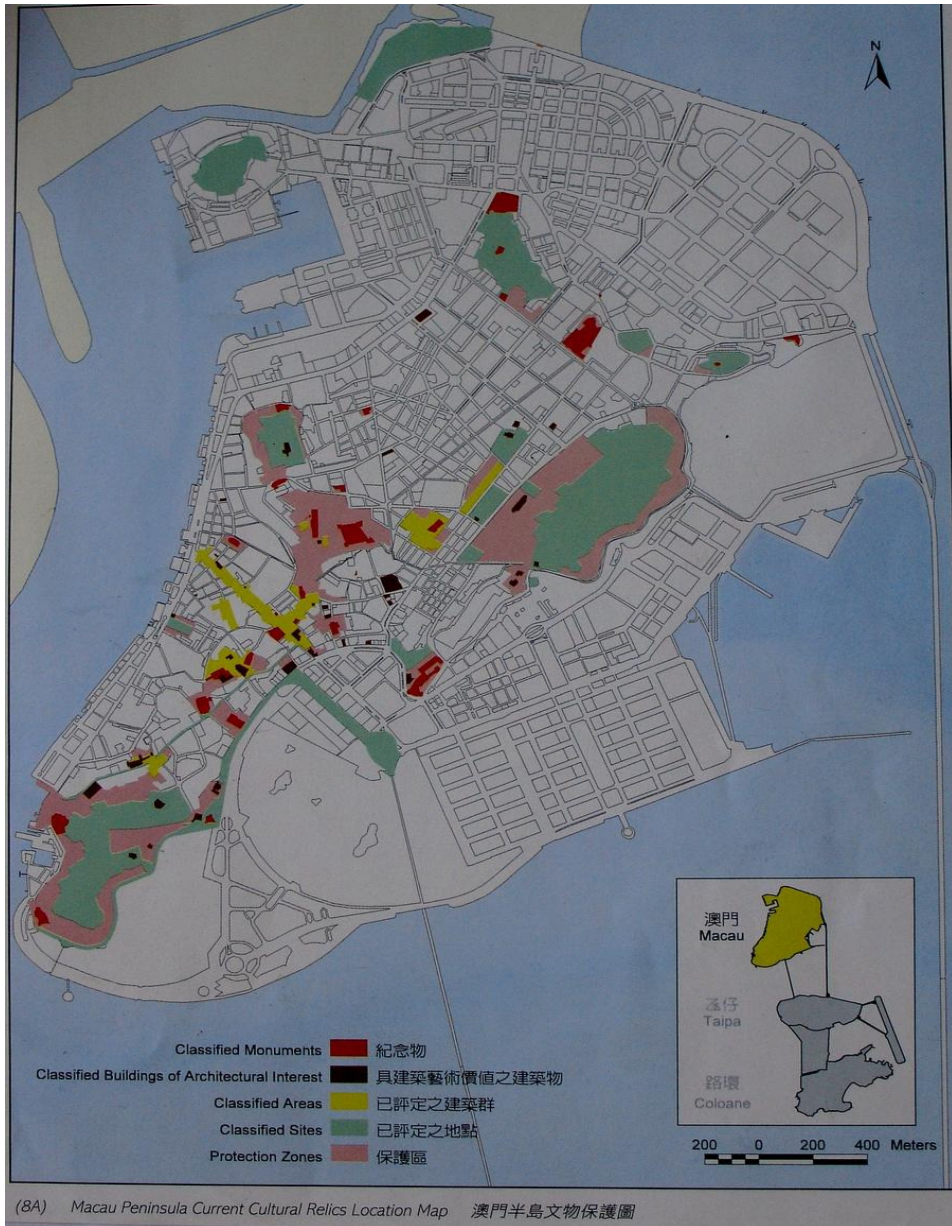 N
澳門
Macau
氹仔
Taipa
路環
Coloane
Classified Monuments 紀念物
Classified Buildings of Architectural Interest 具建築藝術價值之建築物
Classified Areas 已評定之建築群
Classified Sites 已評定之地點
Protection Zones 保護區
200 0 200 400 Meters
(8A) Macau Peninsula Current Cultural Relics Location Map 澳門半島文物保護圖